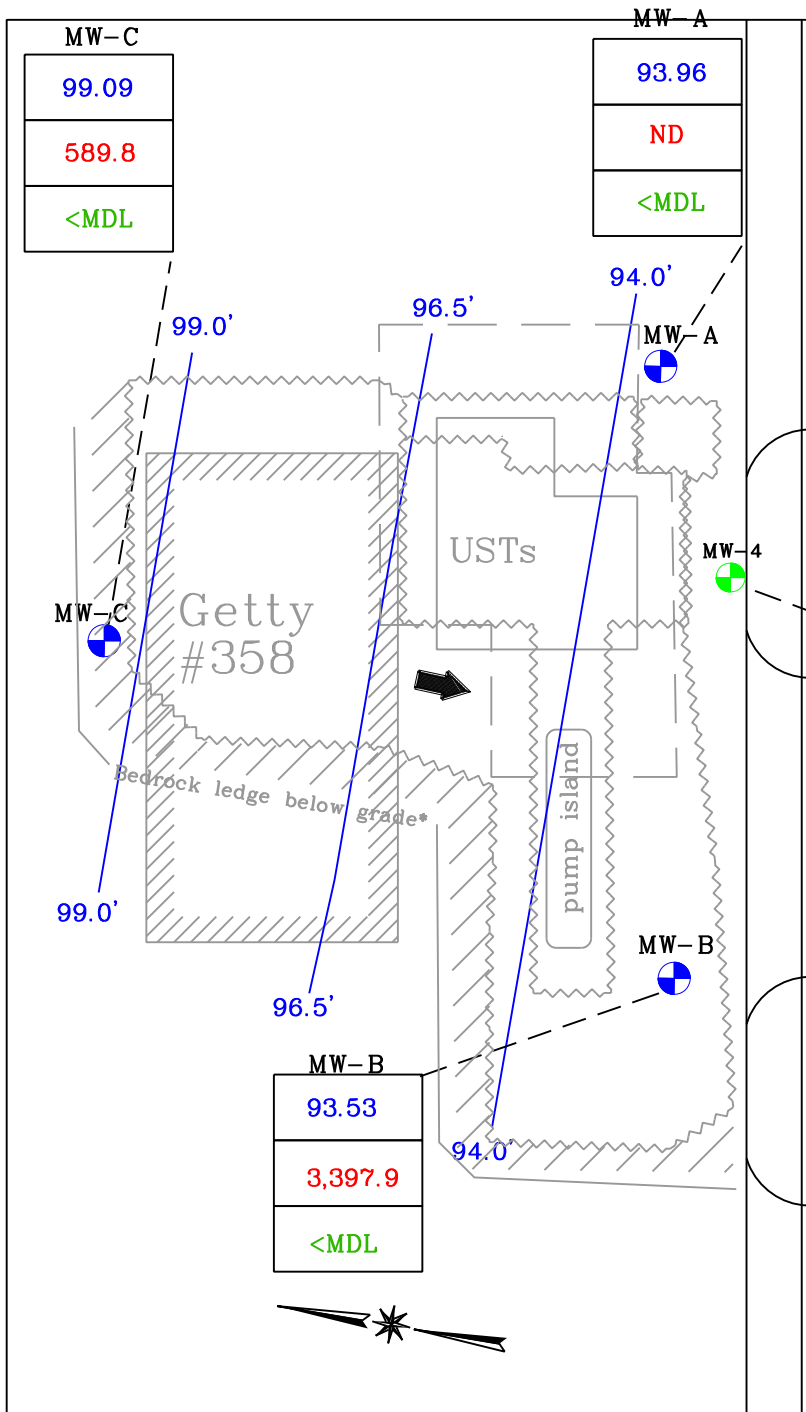 MW-C
99.09
589.8
<MDL
MW-A
93.96
ND
<MDL
99.0'
96.5'
94.0'
MW-A
USTs
MW-4
MW-C
Getty
#358
Bedrock ledge below grade*
pump island
99.0'
96.5'
MW-B
MW-B
93.53
3,397.9
<MDL
94.0'